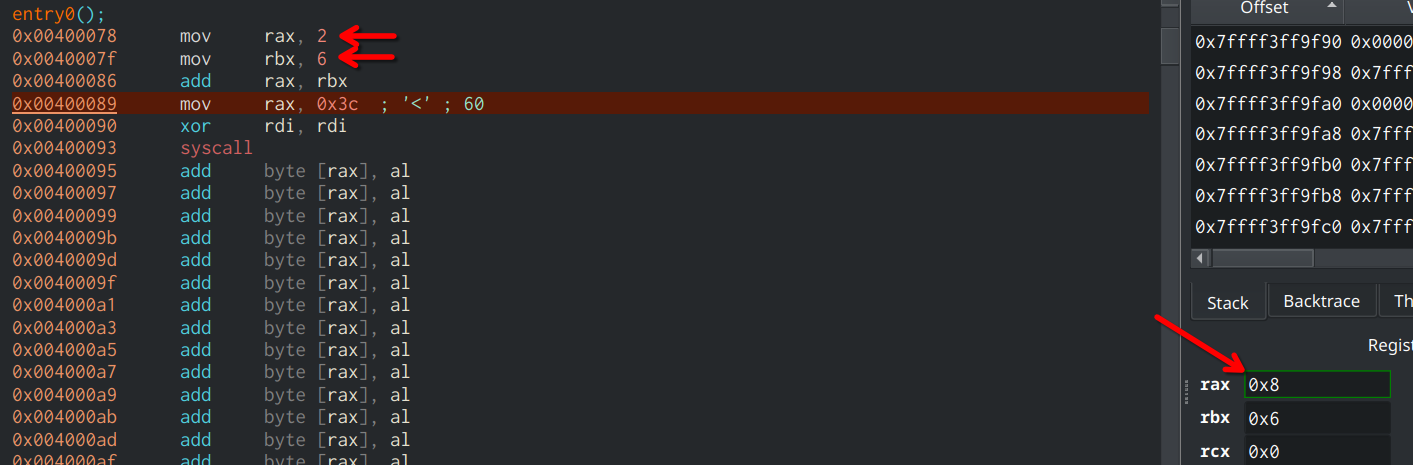 entry0();
0x00400078 mov rax, 2
0x0040007f mov rbx, 6
0x00400086 add rax, rbx
0x00400089 mov rax, 0x3c ; '<' ; 60
0x00400090 xor rdi, rdi
0x00400093 syscall
0x00400095 add byte [rax], al
0x00400097 add byte [rax], al
0x00400099 add byte [rax], al
0x0040009b add byte [rax], al
0x0040009d add byte [rax], al
0x0040009f add byte [rax], al
0x004000a1 add byte [rax], al
0x004000a3 add byte [rax], al
0x004000a5 add byte [rax], al
0x004000a7 add byte [rax], al
0x004000a9 add byte [rax], al
0x004000ab add byte [rax], al
0x004000ad add byte [rax], al
0x004000af add byte [rax], al
Offset
0x7ffff3ff9f90 0x0000
0x7ffff3ff9f98 0x7fff
0x7ffff3ff9fa0 0x0000
0x7ffff3ff9fa8 0x7fff
0x7ffff3ff9fb0 0x7fff
0x7ffff3ff9fb8 0x7fff
0x7ffff3ff9fc0 0x7fff
Stack Backtrace Th
Regist
rax 0x8
rbx 0x6
rcx 0x0